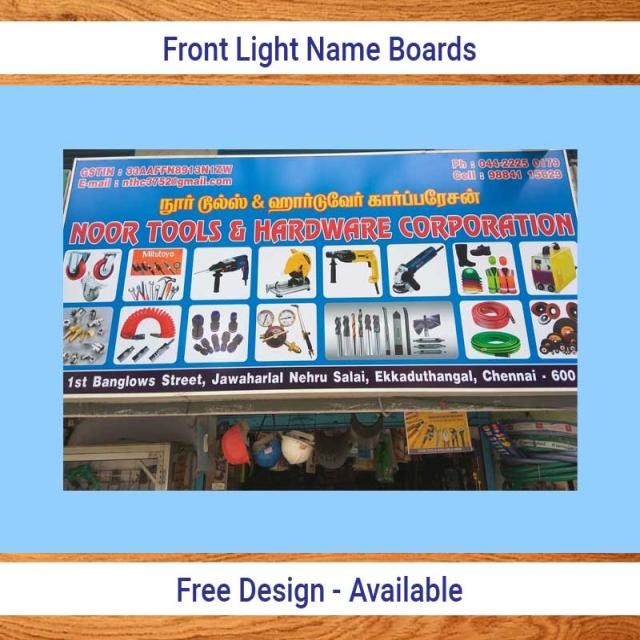 Front Light Name Boards
GSTIN : 33AAFFN8913N1ZW
E-mail : nfhc3752@gmail.com
Ph : 044-2225 0179
Cell : 98841 15629
நூர் டூல்ஸ் & ஹார்டுவேர் கார்ப்பரேசன்
NOOR TOOLS & HARDWARE CORPORATION
Mitutoyo
1st Banglows Street, Jawaharlal Nehru Salai, Ekkaduthangal, Chennai - 600
Free Design - Available